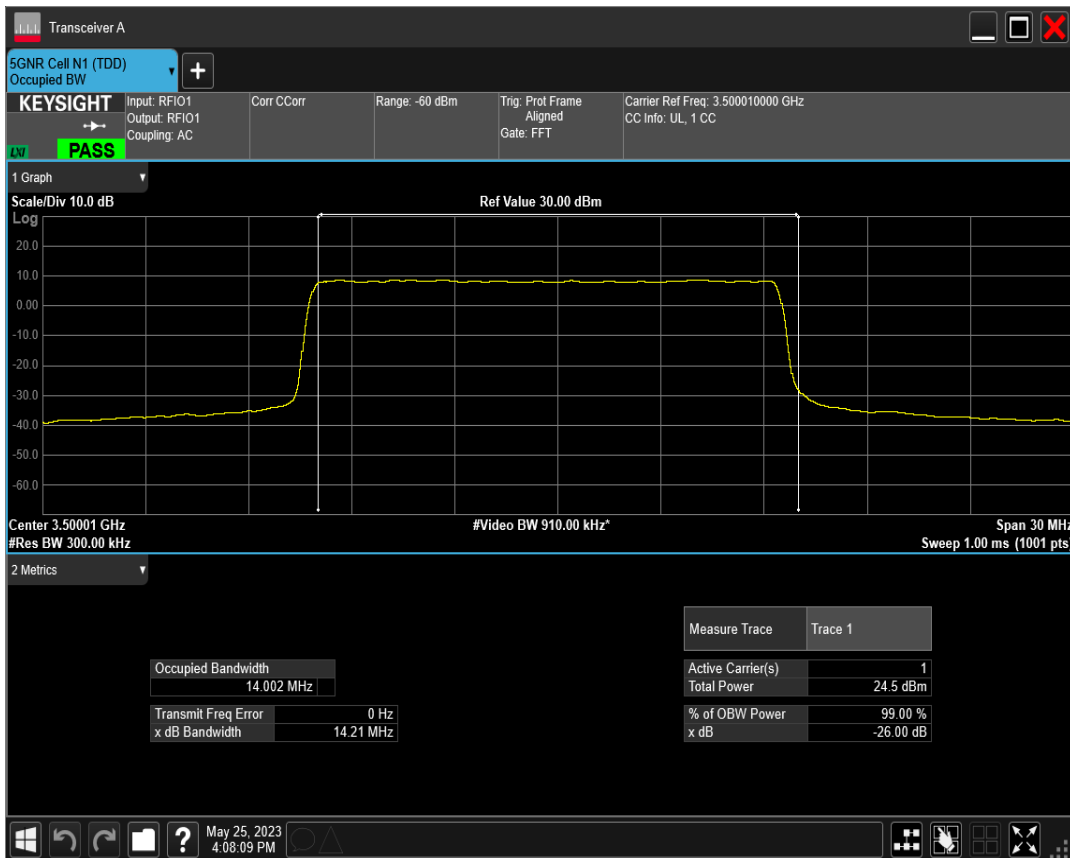 Transceiver A
5GNR Cell N1 (TDD)
Occupied BW
+
KEYSIGHT
LXI
PASS
Input: RFIO1
Output: RFIO1
Coupling: AC
Corr CCorr
Range: -60 dBm
Trig: Prot Frame
Aligned
Gate: FFT
Carrier Ref Freq: 3.500010000 GHz
CC Info: UL, 1 CC
1 Graph
Scale/Div 10.0 dB
Ref Value 30.00 dBm
Log
20.0
10.0
0.00
-10.0
-20.0
-30.0
-40.0
-50.0
-60.0
Center 3.50001 GHz
#Video BW 910.00 kHz*
Span 30 MHz
#Res BW 300.00 kHz
Sweep 1.00 ms (1001 pts)
2 Metrics
Measure Trace Trace 1
Occupied Bandwidth
14.002 MHz
Active Carrier(s) 1
Total Power 24.5 dBm
Transmit Freq Error 0 Hz
x dB Bandwidth 14.21 MHz
% of OBW Power 99.00 %
x dB -26.00 dB
?
May 25, 2023
4:08:09 PM